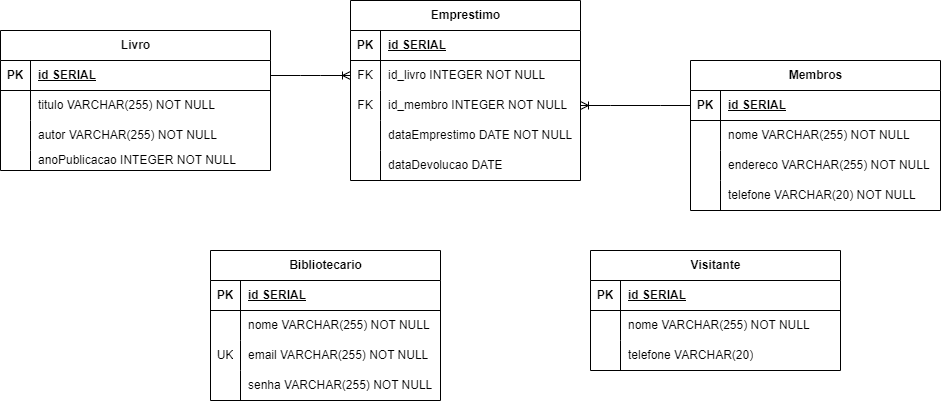 Livro
PK id SERIAL
titulo VARCHAR(255) NOT NULL
autor VARCHAR(255) NOT NULL
anoPublicacao INTEGER NOT NULL
Emprestimo
PK id SERIAL
FK id_livro INTEGER NOT NULL
FK id_membro INTEGER NOT NULL
dataEmprestimo DATE NOT NULL
dataDevolucao DATE
Membros
PK id SERIAL
nome VARCHAR(255) NOT NULL
endereco VARCHAR(255) NOT NULL
telefone VARCHAR(20) NOT NULL
Bibliotecario
PK id SERIAL
nome VARCHAR(255) NOT NULL
UK email VARCHAR(255) NOT NULL
senha VARCHAR(255) NOT NULL
Visitante
PK id SERIAL
nome VARCHAR(255) NOT NULL
telefone VARCHAR(20)